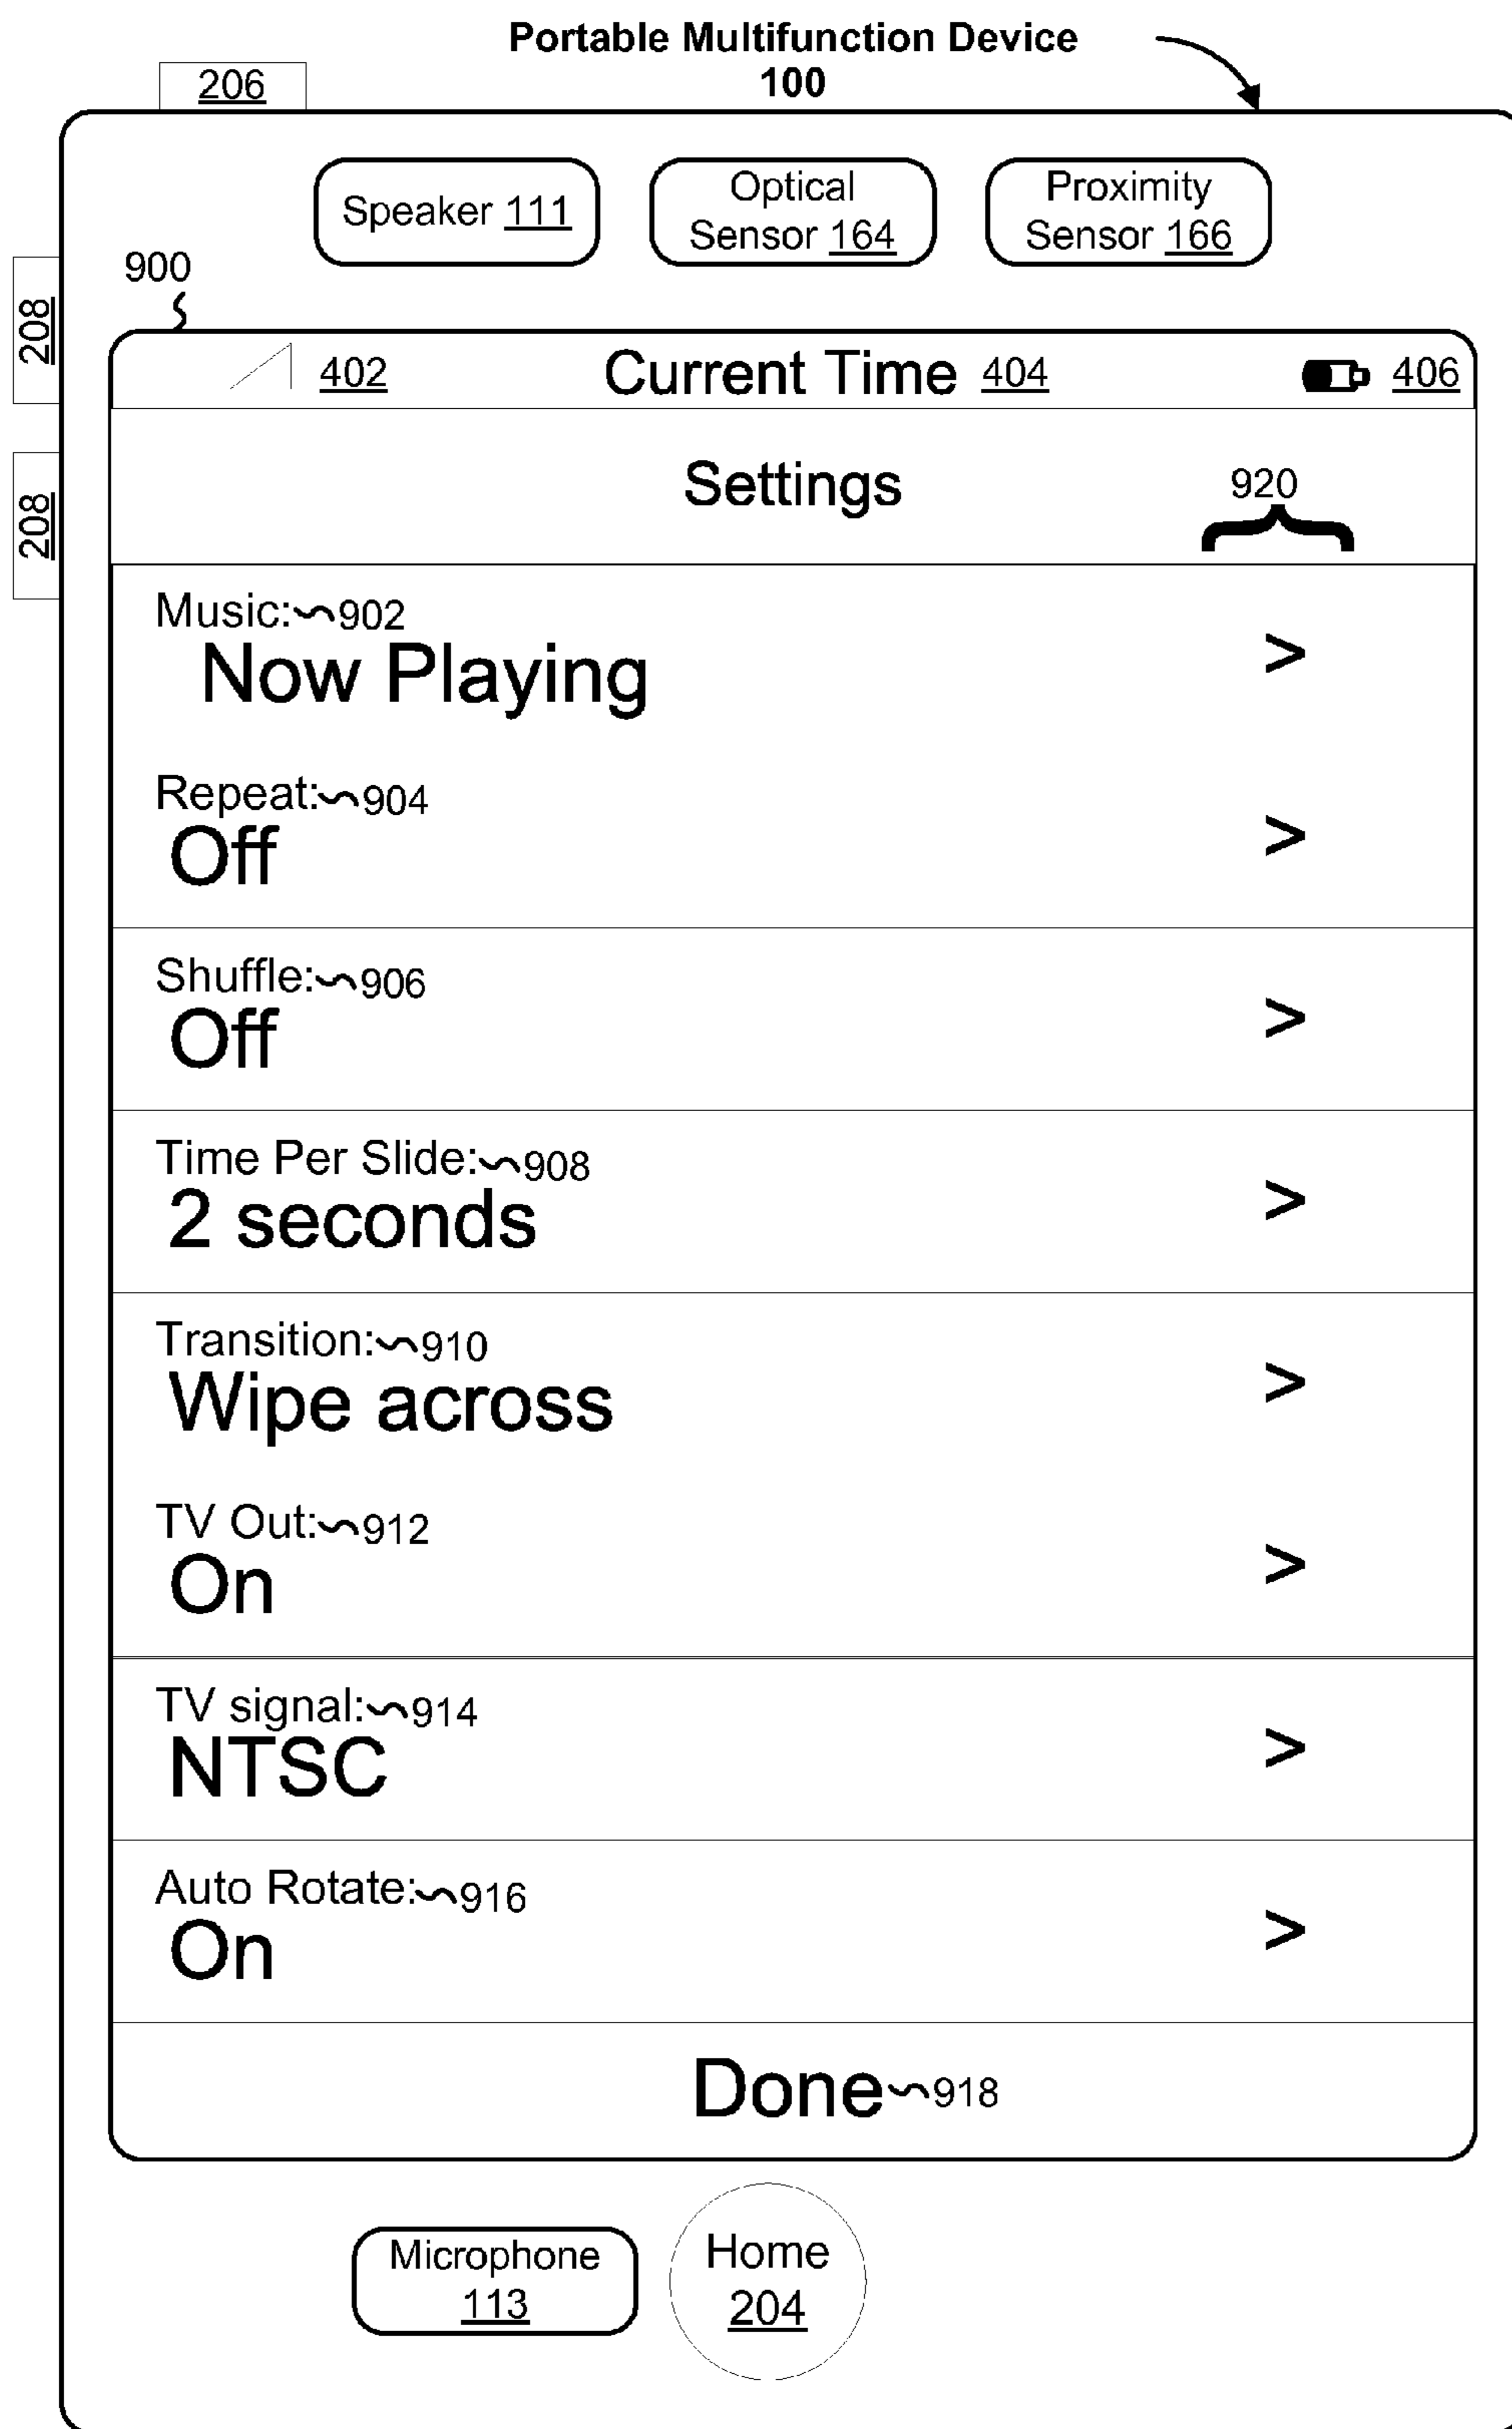 Portable Multifunction Device
100
206
Speaker 111
Optical
Sensor 164
Proximity
Sensor 166
900
208
402
Current Time 404
406
Settings
920
208
Music: 902
Now Playing
>
Repeat: 904
Off
>
Shuffle: 906
Off
>
Time Per Slide: 908
2 seconds
>
Transition: 910
Wipe across
>
TV Out: 912
On
>
TV signal: 914
NTSC
>
Auto Rotate: 916
On
>
Done 918
Microphone
113
Home
204